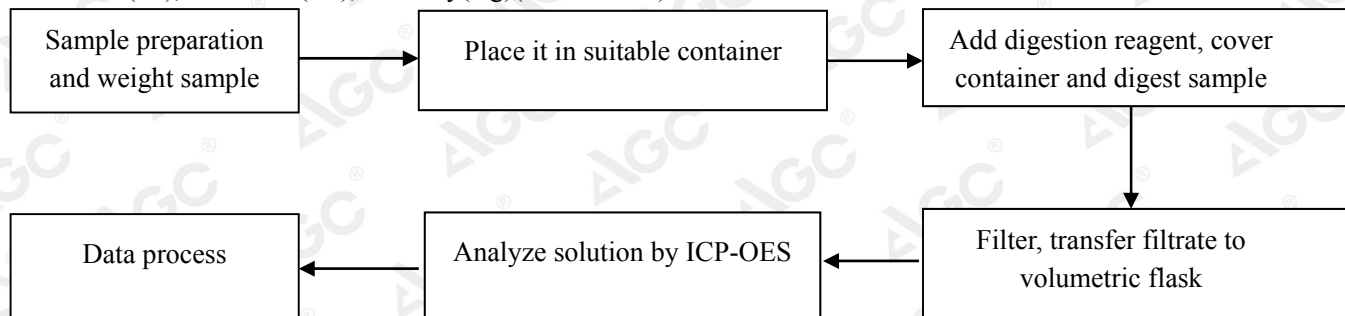 Sample preparation
and weight sample
Place it in suitable container
Add digestion reagent, cover
container and digest sample
Data process
Analyze solution by ICP-OES
Filter, transfer filtrate to
volumetric flask
AGC
®